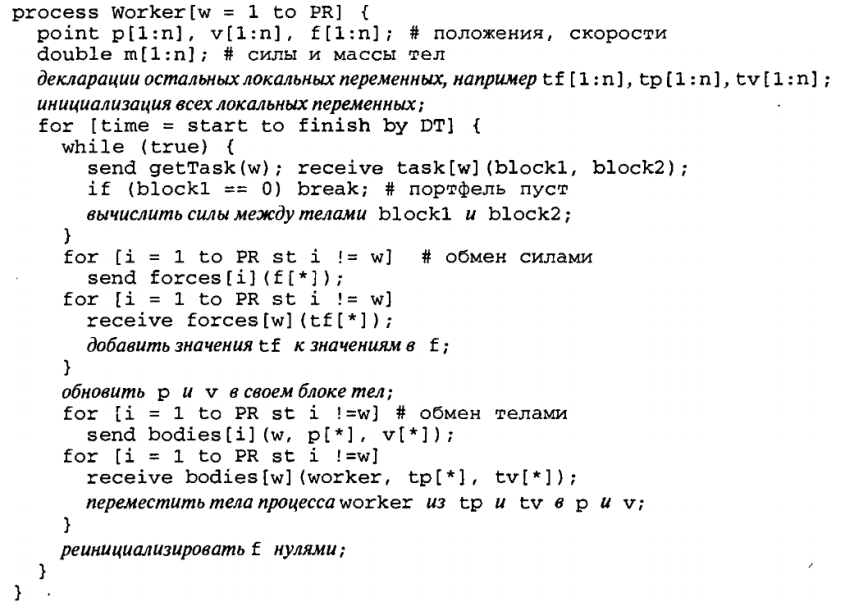 process Worker[w = 1 to PR] {
point p[1:n], v[1:n], f[1:n]; # положения, скорости
double m[1:n]; # силы и массы тел
декларации остальных локальных переменных, например tf[1:n], tp[1:n], tv[1:n];
инициализация всех локальных переменных;
for [time = start to finish by DT] {
while (true) {
send getTask(w); receive task[w](block1, block2);
if (block1 == 0) break; # портфель пуст
вычислить силы между телами block1 и block2;
}
for [i = 1 to PR st i != w] # обмен силами
send forces[i](f[*]);
for [i = 1 to PR st i != w]
receive forces[w](tf[*]);
добавить значения tf к значениям в f;
}
обновить p и v в своем блоке тел;
for [i = 1 to PR st i !=w] # обмен телами
send bodies[i](w, p[*], v[*]);
for [i = 1 to PR st i !=w]
receive bodies[w](worker, tp[*], tv[*]);
переместить тела процесса worker из tp и tv в p и v;
}
реинициализировать f нулями;
}
}